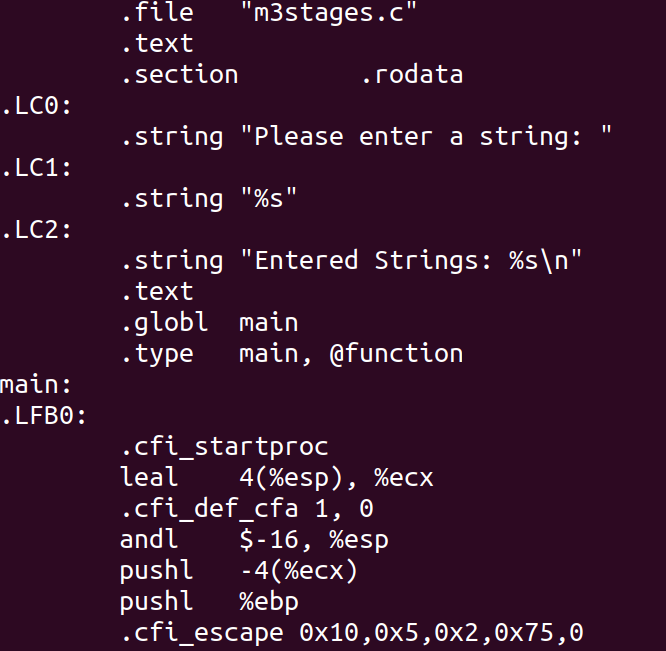 .file "m3stages.c"
.text
.section .rodata
.LC0:
.string "Please enter a string: "
.LC1:
.string "%s"
.LC2:
.string "Entered Strings: %s\n"
.text
.globl main
.type main, @function
main:
.LFB0:
.cfi_startproc
leal 4(%esp), %ecx
.cfi_def_cfa 1, 0
andl $-16, %esp
pushl -4(%ecx)
pushl %ebp
.cfi_escape 0x10,0x5,0x2,0x75,0